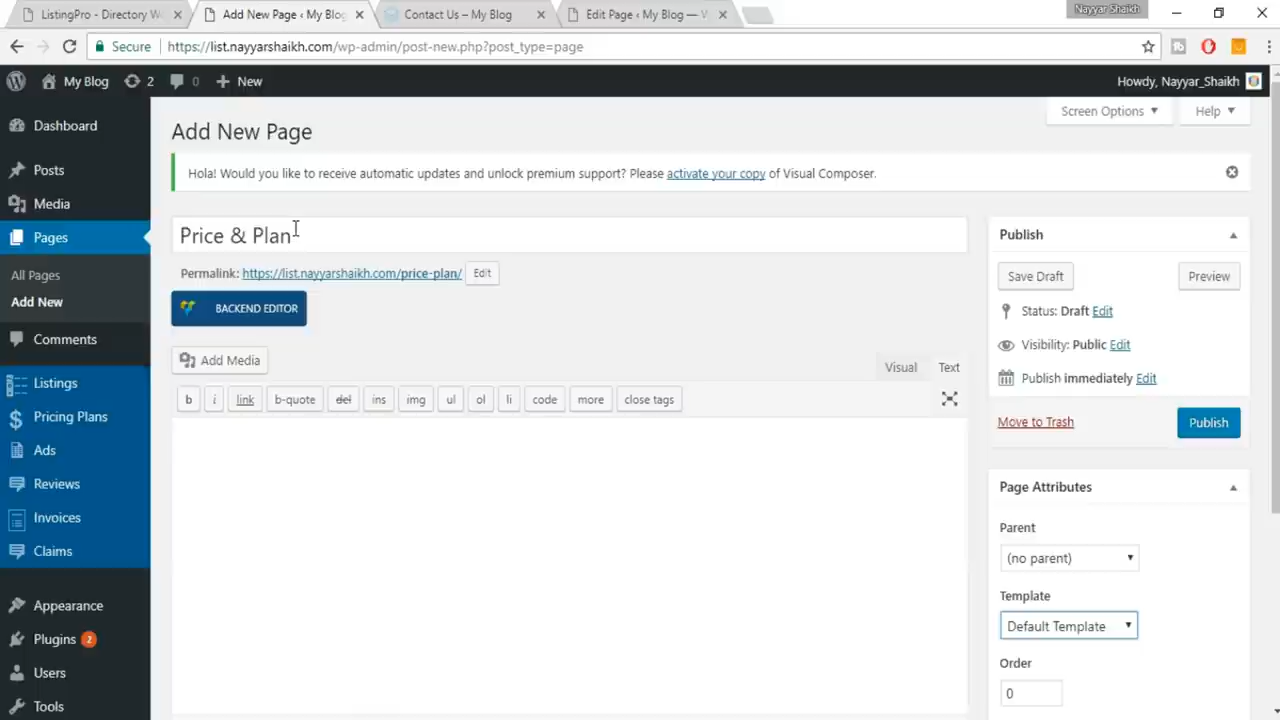 ListingPro - Directory W
Add New Page ‹ My Blog
Contact Us – My Blog
Edit Page ‹ My Blog — V
Nayyar Shaikh
Secure
https://list.nayyarshaikh.com/wp-admin/post-new.php?post_type=page
My Blog
2
0
New
Howdy, Nayyar_Shaikh
Dashboard
Posts
Media
Pages
All Pages
Add New
Comments
Listings
Pricing Plans
Ads
Reviews
Invoices
Claims
Appearance
Plugins 2
Users
Tools
Screen Options
Help
Add New Page
Hola! Would you like to receive automatic updates and unlock premium support? Please activate your copy of Visual Composer.
Price & Plan
Permalink: https://list.nayyarshaikh.com/price-plan/ Edit
BACKEND EDITOR
Add Media
Visual Text
b i link b-quote del ins img ul ol li code more close tags
Publish
Save Draft Preview
Status: Draft Edit
Visibility: Public Edit
Publish immediately Edit
Move to Trash Publish
Page Attributes
Parent
(no parent)
Template
Default Template
Order
0